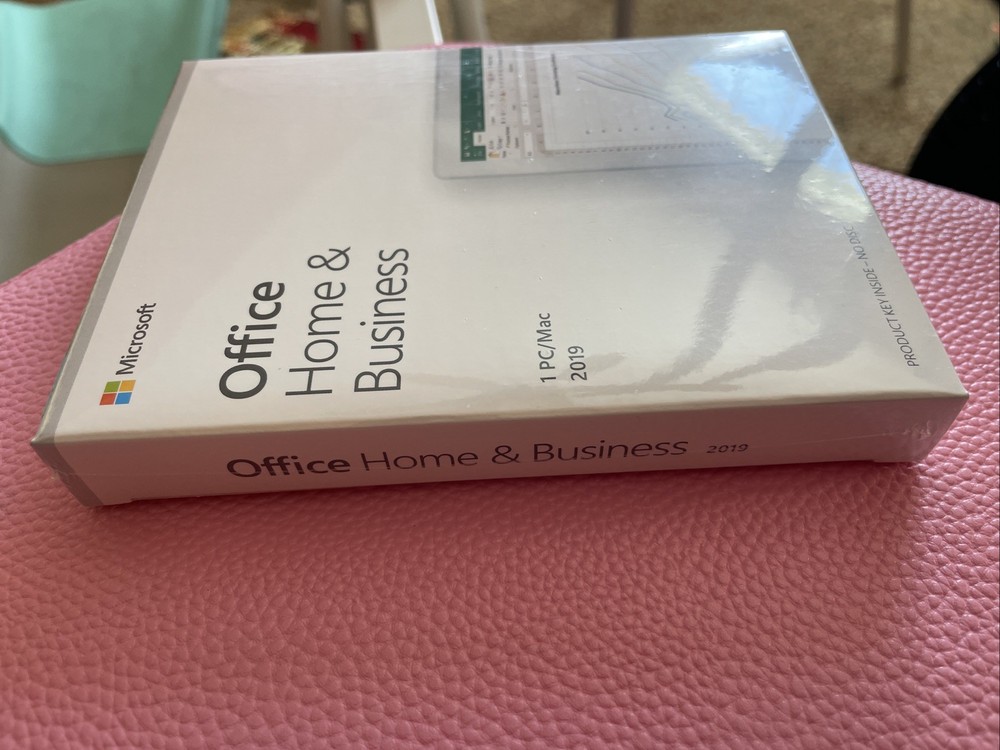 Microsoft
Office
Home &
Business
1 PC/Mac
2019
PRODUCT KEY INSIDE - NO DISC
Office Home & Business 2019